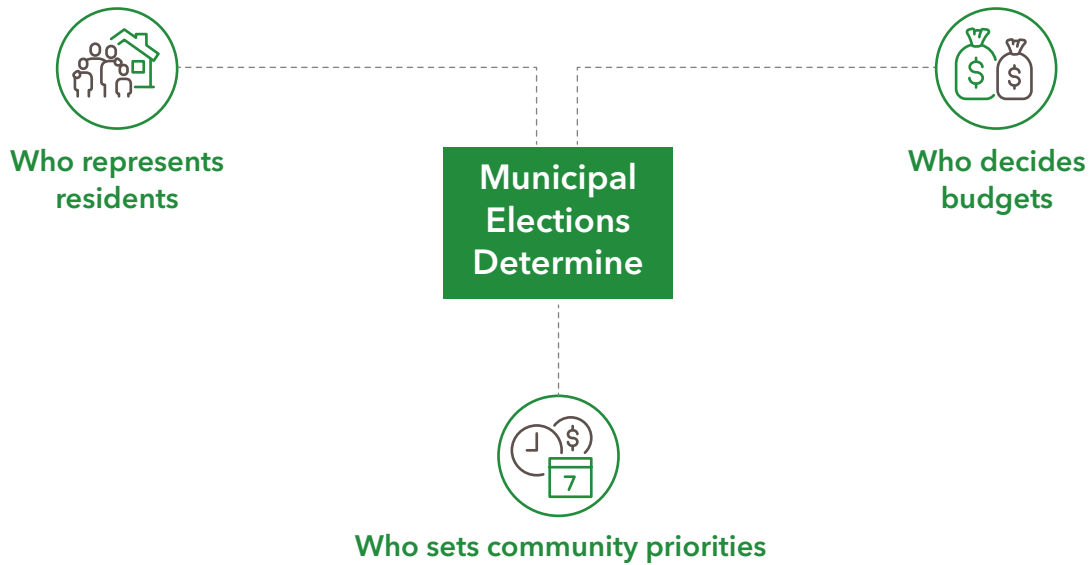 Who represents
residents
Municipal
Elections
Determine
$
$
Who decides
budgets
$
7
Who sets community priorities